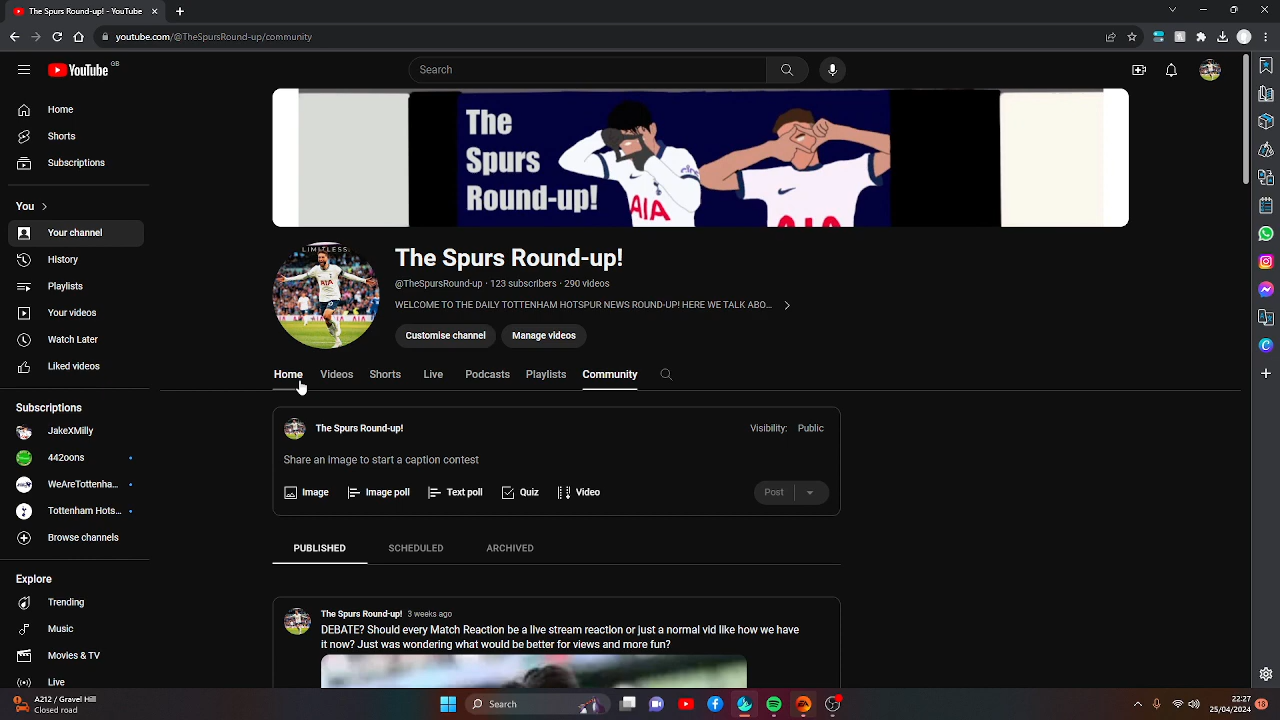 The Spurs Round-up! - YouTube
youtube.com/@TheSpursRound-up/community
YouTube GB
Search
Home
Shorts
Subscriptions
You
Your channel
History
Playlists
Your videos
Watch Later
Liked videos
Subscriptions
JakeXMilly
442oons
WeAreTottenha...
Tottenham Hots...
Browse channels
Explore
Trending
Music
Movies & TV
Live
The
Spurs
Round-up!
AIA
AIA
LIMITLESS.
AIA
The Spurs Round-up!
@TheSpursRound-up · 123 subscribers · 290 videos
WELCOME TO THE DAILY TOTTENHAM HOTSPUR NEWS ROUND-UP! HERE WE TALK ABO...
Customise channel
Manage videos
Home
Videos
Shorts
Live
Podcasts
Playlists
Community
The Spurs Round-up!
Visibility: Public
Share an image to start a caption contest
Image
Image poll
Text poll
Quiz
Video
Post
PUBLISHED
SCHEDULED
ARCHIVED
The Spurs Round-up! 3 weeks ago
DEBATE? Should every Match Reaction be a live stream reaction or just a normal vid like how we have
it now? Just was wondering what would be better for views and more fun?
A212 / Gravel Hill
Closed road
Search
EA
22:27
25/04/2024
18